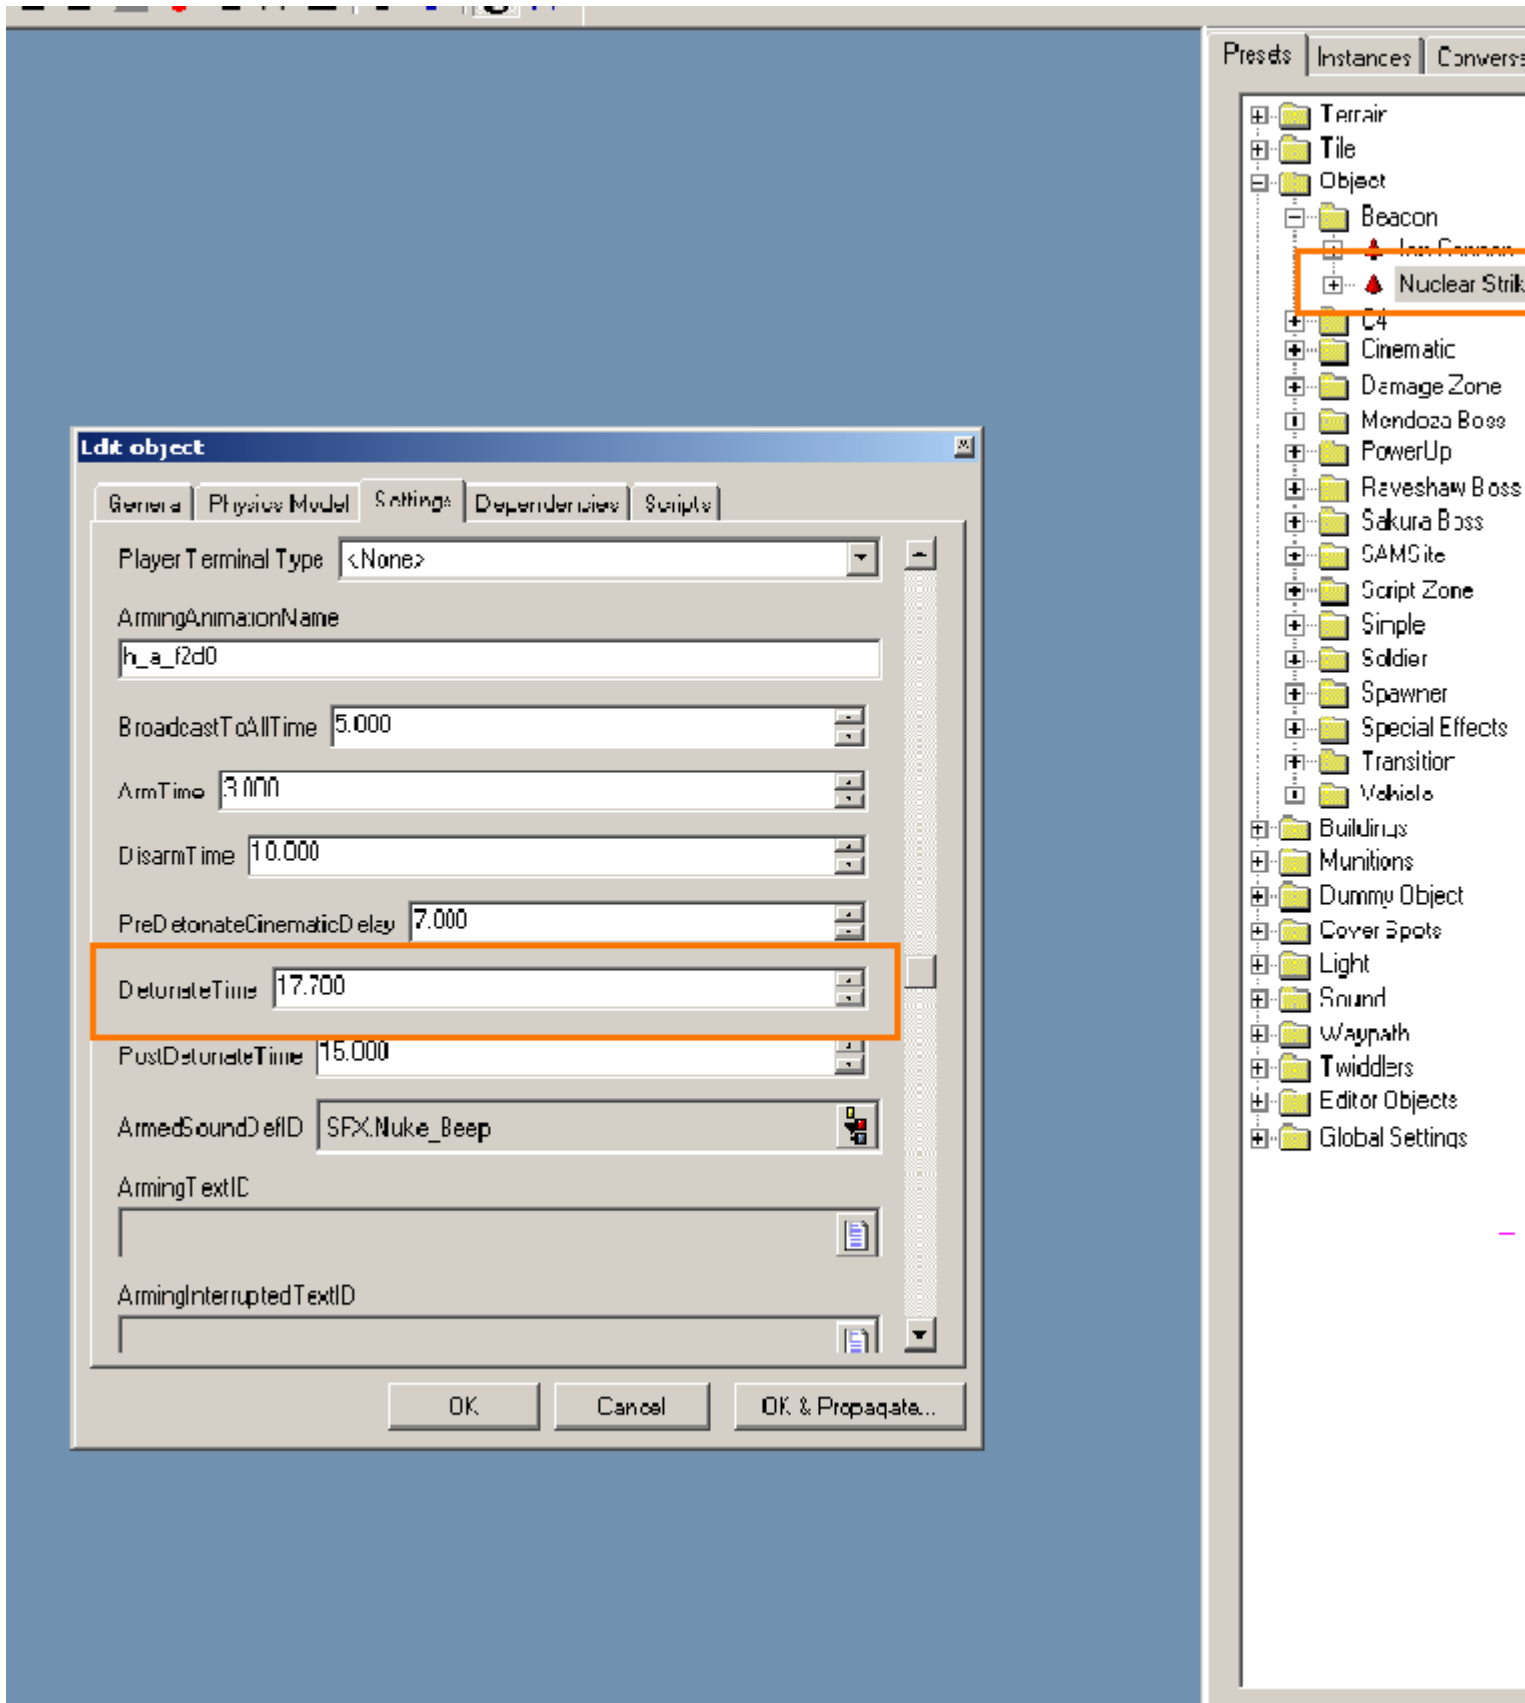 Presets Instances Converse
Terrain
Tile
Object
Beacon
Ion Cannon
Nuclear Strik
C4
Cinematic
Damage Zone
Mendoza Boss
PowerUp
Raveshaw Boss
Sakura Boss
SAMSite
Script Zone
Simple
Soldier
Spawner
Special Effects
Transition
Vehicle
Buildings
Munitions
Dummy Object
Cover Spots
Light
Sound
Waypath
Twiddlers
Editor Objects
Global Settings
Edit object
General Physics Model Settings Dependencies Scripts
Player Terminal Type <None>
ArmingAnimationName
h_a_f2d0
BroadcastToAllTime 5.000
ArmTime 3.000
DisarmTime 10.000
PreDetonateCinematicDelay 7.000
DetonateTime 17.700
PostDetonateTime 15.000
ArmedSoundDefID SFX.Nuke_Beep
ArmingTextID
ArmingInterruptedTextID
OK Cancel OK & Propagate...